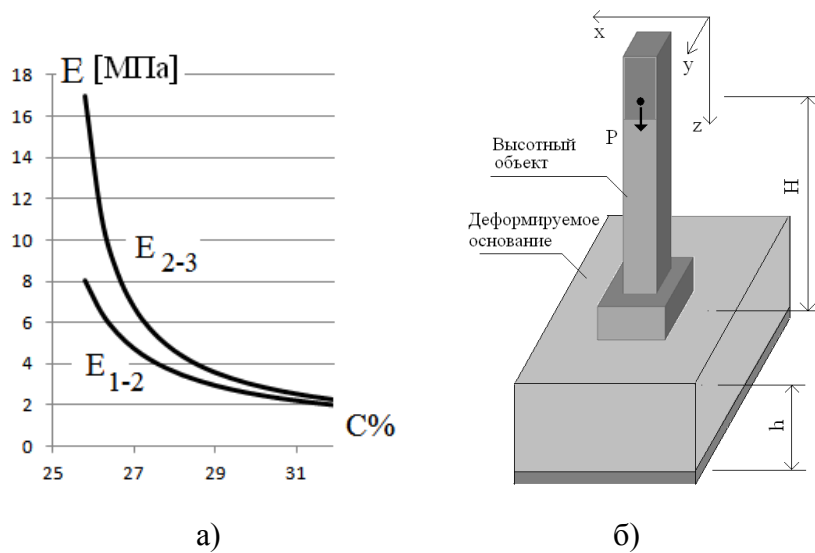 E [МПа]
18
16
14
12
10
8
6
4
2
0
E 2-3
E 1-2
C%
25
27
29
31
а)
x
y
z
P
H
Высотный
объект
Деформируемое
основание
h
б)